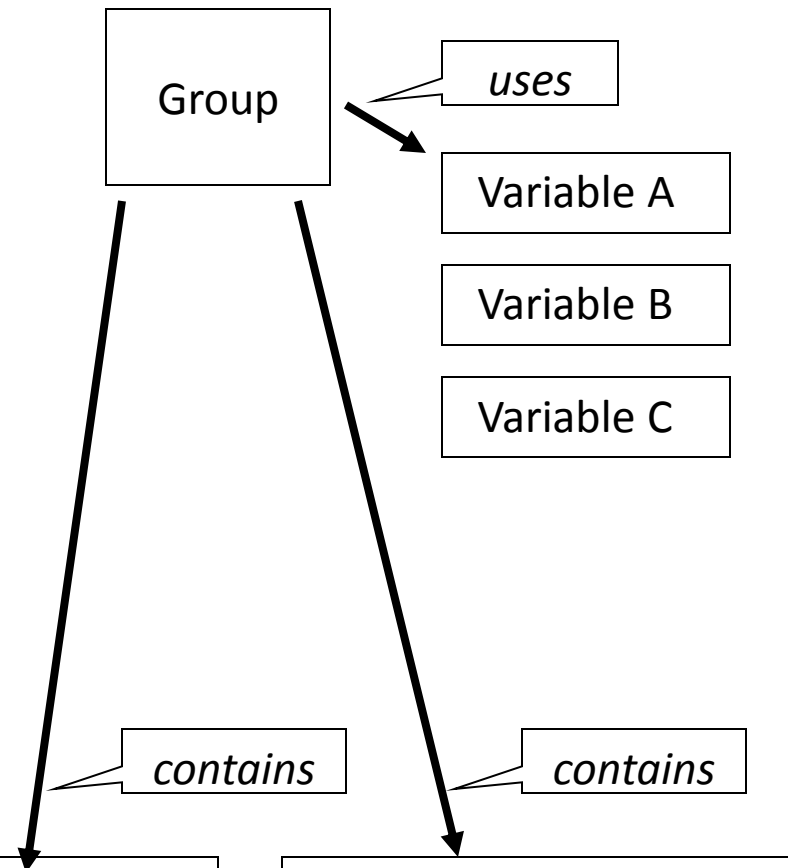 Group
uses
Variable A
Variable B
Variable C
contains
contains